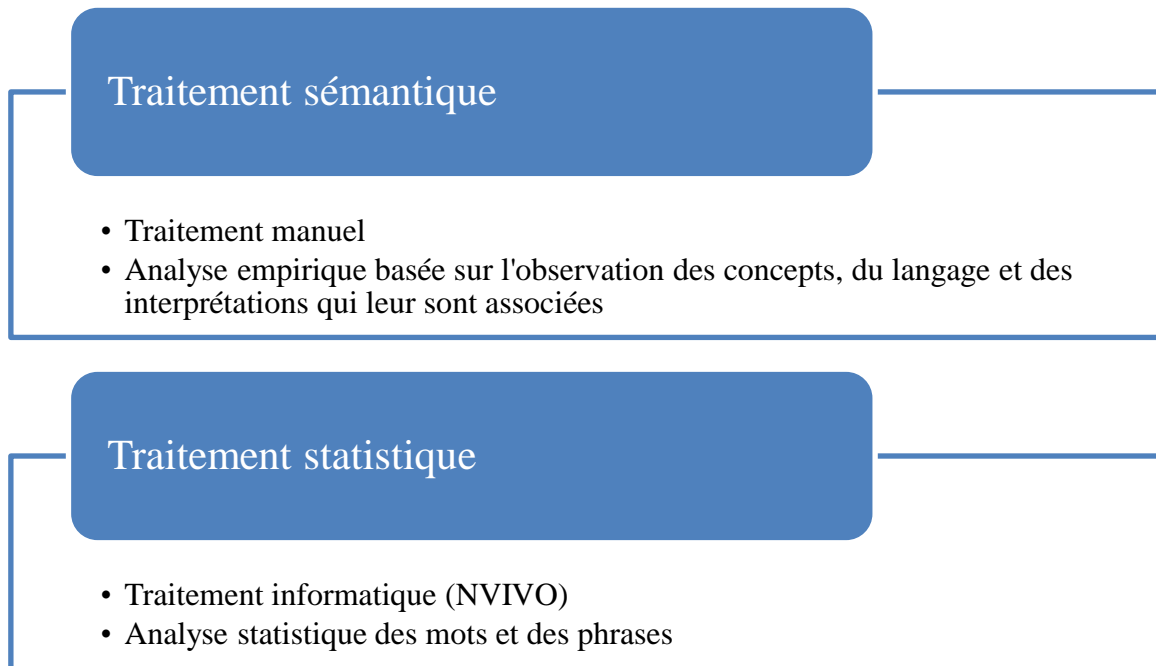 Traitement sémantique
• Traitement manuel
• Analyse empirique basée sur l'observation des concepts, du langage et des
interprétations qui leur sont associées
Traitement statistique
• Traitement informatique (NVIVO)
• Analyse statistique des mots et des phrases